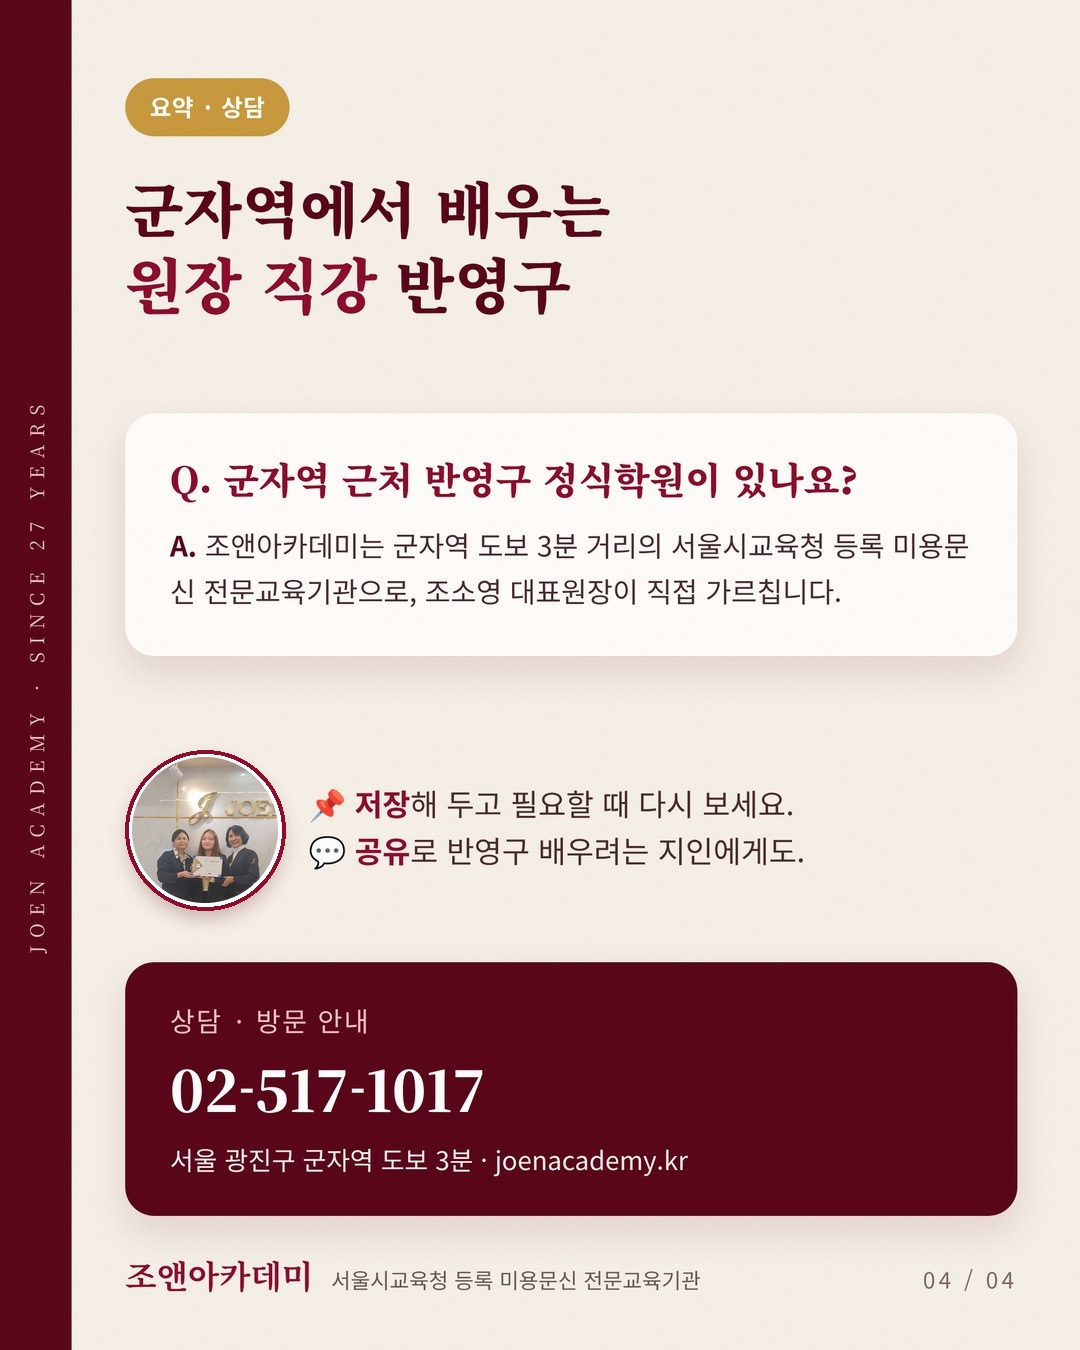 요약 · 상담
군자역에서 배우는
원장 직강 반영구
JOEN ACADEMY · SINCE 27 YEARS
Q. 군자역 근처 반영구 정식학원이 있나요?
A. 조앤아카데미는 군자역 도보 3분 거리의 서울시교육청 등록 미용문
신 전문교육기관으로, 조소영 대표원장이 직접 가르칩니다.
J JOE
📌 저장해 두고 필요할 때 다시 보세요.
💬 공유로 반영구 배우려는 지인에게도.
상담 · 방문 안내
02-517-1017
서울 광진구 군자역 도보 3분 · joenacademy.kr
조앤아카데미 서울시교육청 등록 미용문신 전문교육기관
04 / 04